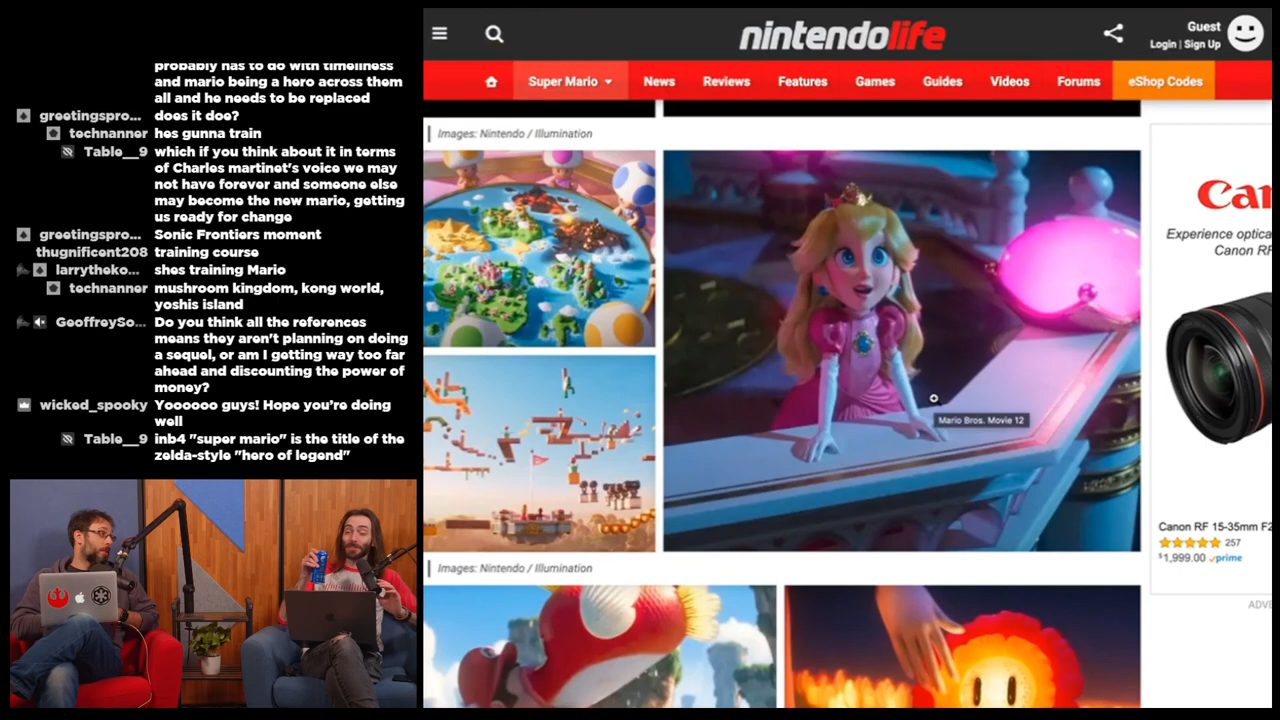 probably has to do with timeliness
and mario being a hero across them
all and he needs to be replaced
greetingspro... does it doe?
technanner hes gunna train
Table__9 which if you think about it in terms
of Charles martinet's voice we may
not have forever and someone else
may become the new mario, getting
us ready for change
greetingspro... Sonic Frontiers moment
thugnificent208 training course
larrytheko... shes training Mario
technanner mushroom kingdom, kong world,
yoshis island
GeoffreySo... Do you think all the references
means they aren't planning on doing
a sequel, or am I getting way too far
ahead and discounting the power of
money?
wicked_spooky Yoooooo guys! Hope you're doing
well
Table__9 inb4 "super mario" is the title of the
zelda-style "hero of legend"
nintendolife
Guest
Login | Sign Up
Super Mario News Reviews Features Games Guides Videos Forums eShop Codes
Images: Nintendo / Illumination
Mario Bros. Movie 12
Images: Nintendo / Illumination
Can
Experience optica
Canon RF
Canon RF 15-35mm F2
257
$1,999.00 prime
ADVE